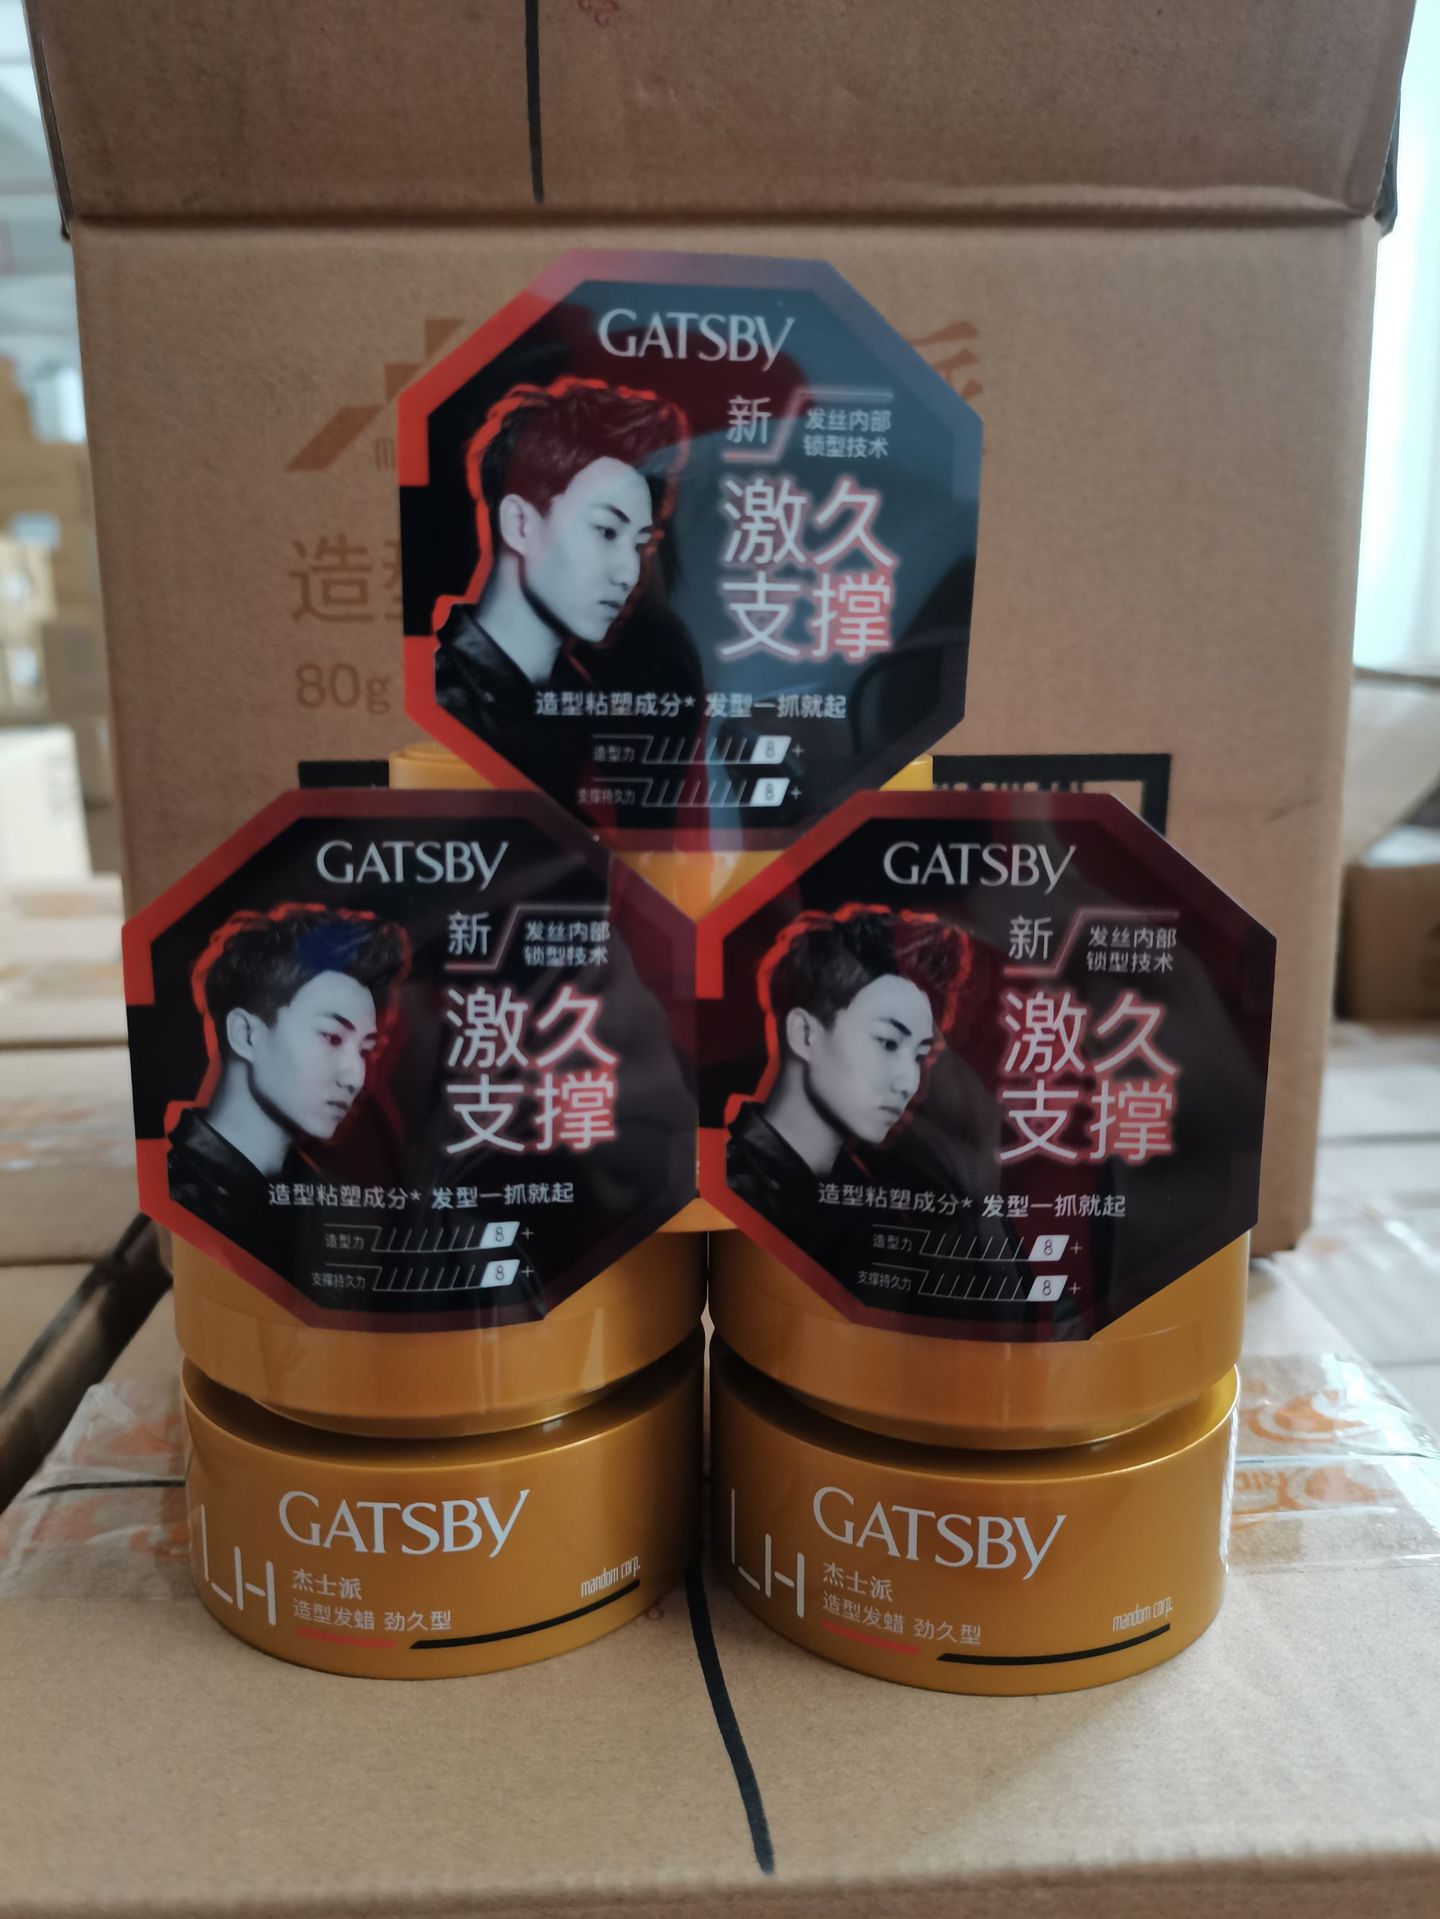 造型
80g
GATSBY
新
发丝内部
锁型技术
激久
支撑
造型粘塑成分* 发型一抓就起
造型力 8 +
支撑持久力 8 +
GATSBY
新
发丝内部
锁型技术
激久
支撑
造型粘塑成分* 发型一抓就起
造型力 8 +
支撑持久力 8 +
GATSBY
新
发丝内部
锁型技术
激久
支撑
造型粘塑成分* 发型一抓就起
造型力 8 +
支撑持久力 8 +
LH
GATSBY
杰士派
造型发蜡 劲久型
mandom corp.
LH
GATSBY
杰士派
造型发蜡 劲久型
mandom corp.